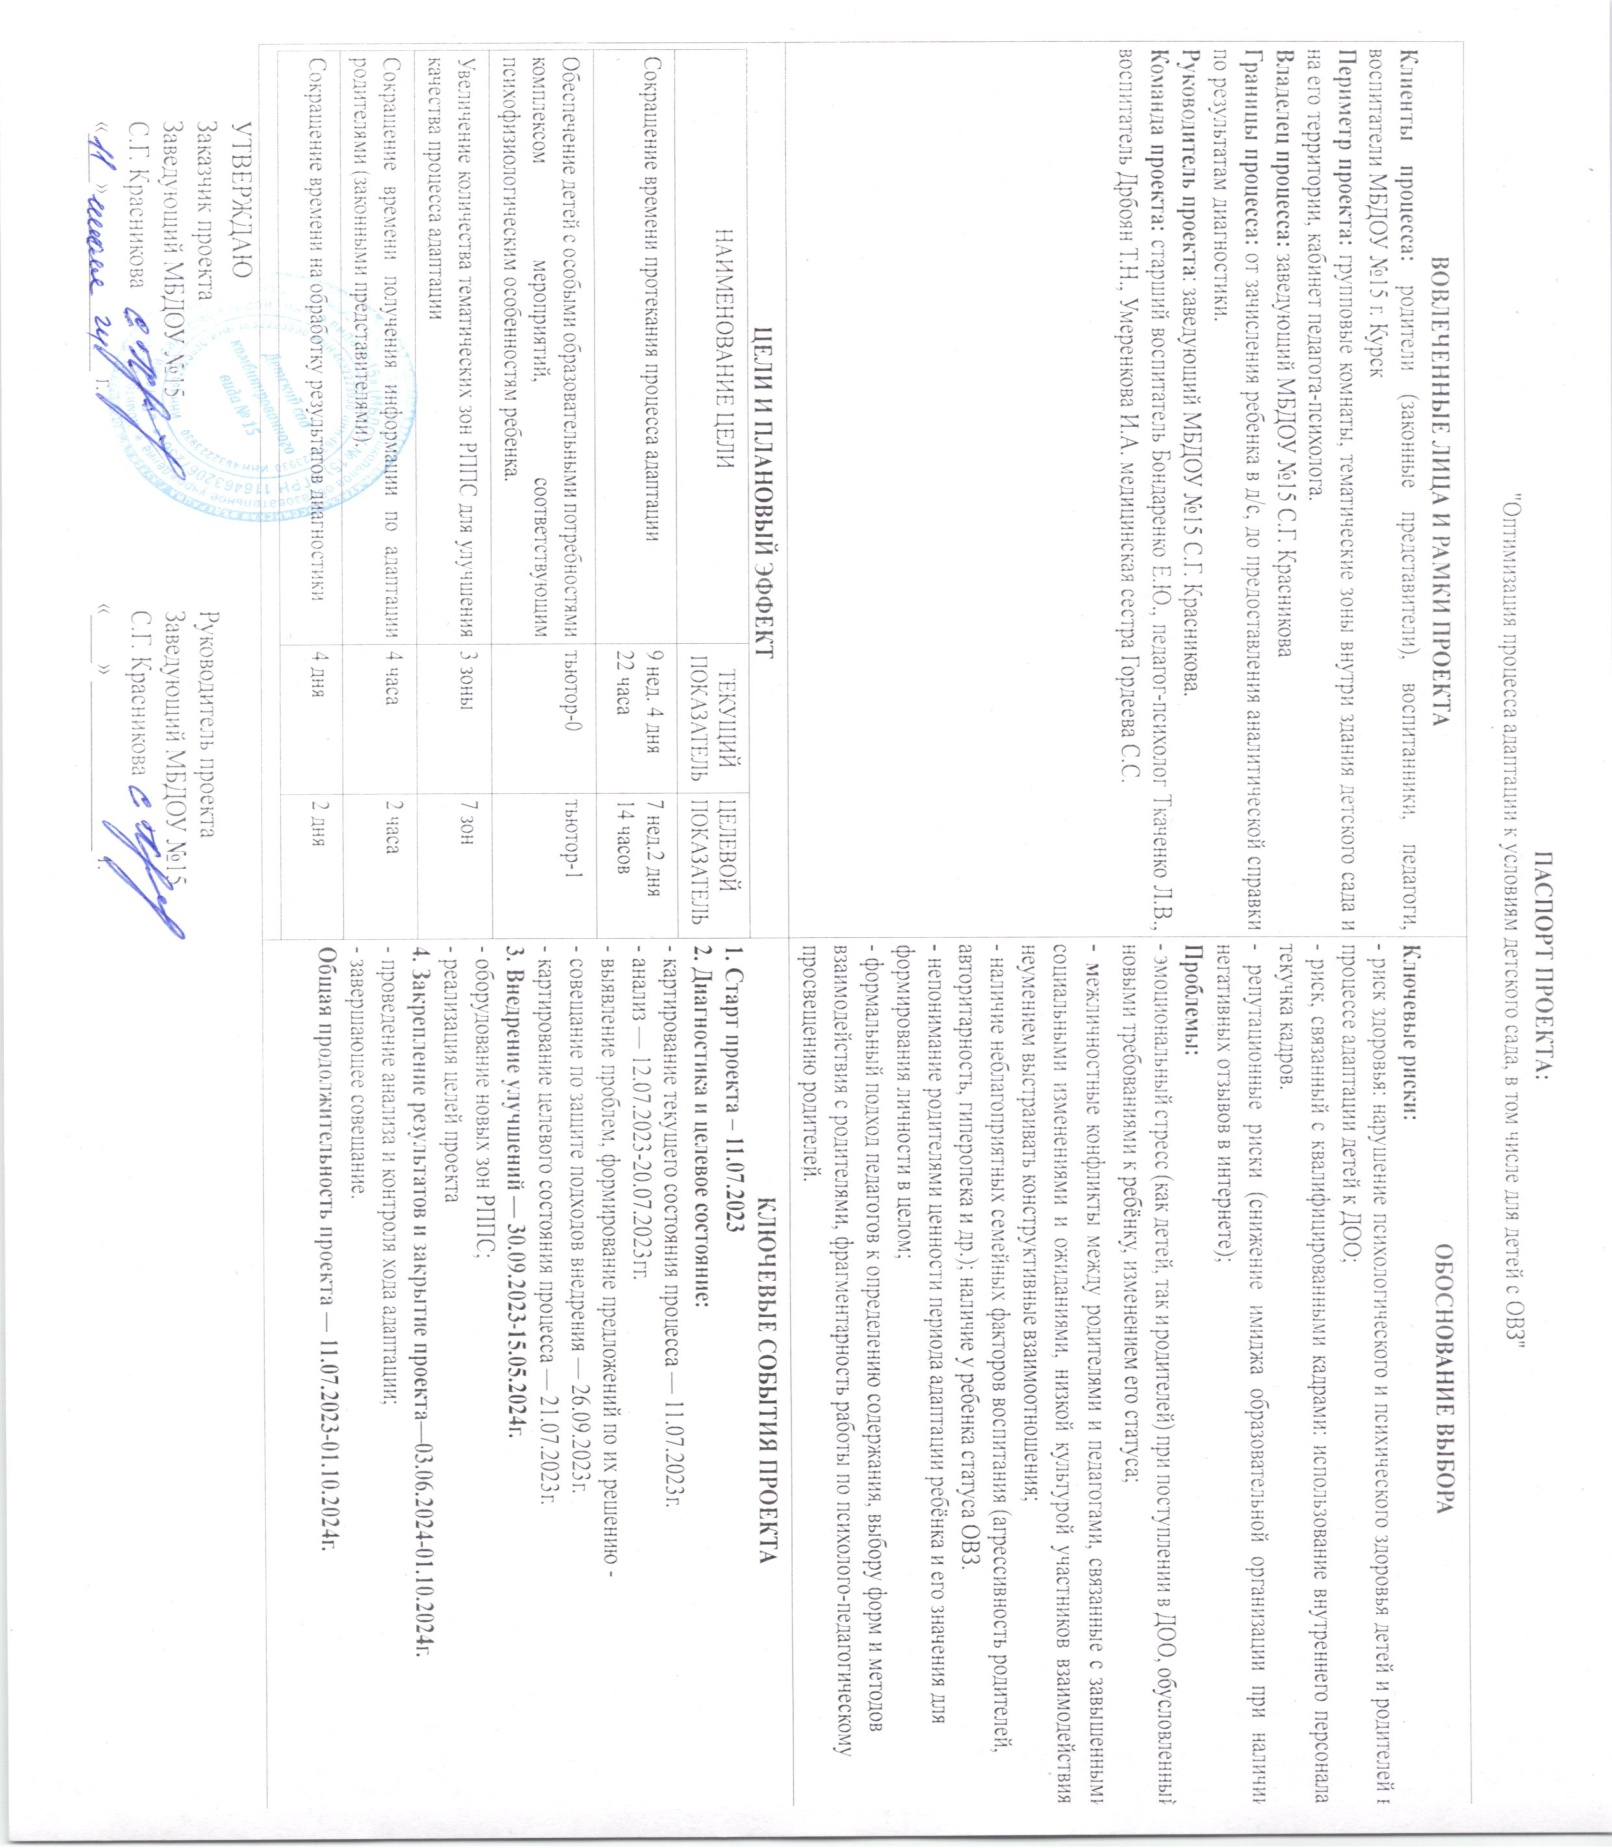 ПАСПОРТ ПРОЕКТА:
"Оптимизация процесса адаптации к условиям детского сада, в том числе для детей с ОВЗ"
ВОВЛЕЧЕННЫЕ ЛИЦА И РАМКИ ПРОЕКТА
Клиенты процесса: родители (законные представители), воспитанники, педагоги,
воспитатели МБДОУ №15 г. Курск
Периметр проекта: групповые комнаты, тематические зоны внутри здания детского сада и
на его территории, кабинет педагога-психолога.
Владелец процесса: заведующий МБДОУ №15 С.Г. Красникова
Границы процесса: от зачисления ребенка в д/с, до предоставления аналитической справки
по результатам диагностики.
Руководитель проекта: заведующий МБДОУ №15 С.Г. Красникова.
Команда проекта: старший воспитатель Бондаренко Е.Ю., педагог-психолог Ткаченко Л.В.,
воспитатель Дрбоян Т.Н., Умеренкова И.А. медицинская сестра Гордеева С.С.
ОБОСНОВАНИЕ ВЫБОРА
Ключевые риски:
- риск здоровья: нарушение психологического и психического здоровья детей и родителей в
процессе адаптации детей к ДОО;
- риск, связанный с квалифицированными кадрами: использование внутреннего персонала
текучка кадров.
- репутационные риски (снижение имиджа образовательной организации при наличии
негативных отзывов в интернете);
Проблемы:
- эмоциональный стресс (как детей, так и родителей) при поступлении в ДОО, обусловленный
новыми требованиями к ребёнку, изменением его статуса;
- межличностные конфликты между родителями и педагогами, связанные с завышенными
социальными изменениями и ожиданиями, низкой культурой участников взаимодействия
неумением выстраивать конструктивные взаимоотношения;
- наличие неблагоприятных семейных факторов воспитания (агрессивность родителей,
авторитарность, гиперопека и др.); наличие у ребенка статуса ОВЗ.
- непонимание родителями ценности периода адаптации ребёнка и его значения для
формирования личности в целом;
- формальный подход педагогов к определению содержания, выбору форм и методов
взаимодействия с родителями, фрагментарность работы по психолого-педагогическому
просвещению родителей.
ЦЕЛИ И ПЛАНОВЫЙ ЭФФЕКТ
НАИМЕНОВАНИЕ ЦЕЛИ
ТЕКУЩИЙ
ПОКАЗАТЕЛЬ
ЦЕЛЕВОЙ
ПОКАЗАТЕЛЬ
Сокращение времени протекания процесса адаптации
9 нед. 4 дня
22 часа
7 нед.2 дня
14 часов
Обеспечение детей с особыми образовательными потребностями
комплексом мероприятий, соответствующим
психофизиологическим особенностям ребенка.
тьютор-0
тьютор-1
Увеличение количества тематических зон РППС для улучшения
качества процесса адаптации
3 зоны
7 зон
Сокращение времени получения информации по адаптации
родителями (законными представителями).
4 часа
2 часа
Сокращение времени на обработку результатов диагностики
4 дня
2 дня
КЛЮЧЕВЫЕ СОБЫТИЯ ПРОЕКТА
1. Старт проекта – 11.07.2023
2. Диагностика и целевое состояние:
- картирование текущего состояния процесса — 11.07.2023г.
- анализ — 12.07.2023-20.07.2023гг.
- выявление проблем, формирование предложений по их решению -
- совещание по защите подходов внедрения — 26.09.2023г.
- картирование целевого состояния процесса — 21.07.2023г.
3. Внедрение улучшений — 30.09.2023-15.05.2024г.
- оборудование новых зон РППС;
- реализация целей проекта
4. Закрепление результатов и закрытие проекта—03.06.2024-01.10.2024г.
- проведение анализа и контроля хода адаптации;
- завершающее совещание.
Общая продолжительность проекта — 11.07.2023-01.10.2024г.
УТВЕРЖДАЮ
Заказчик проекта
Заведующий МБДОУ №15
С.Г. Красникова
« 11 » г.
Руководитель проекта
Заведующий МБДОУ №15
С.Г. Красникова
«___» ____________ г.
Детский сад
комбинированного
вида № 15